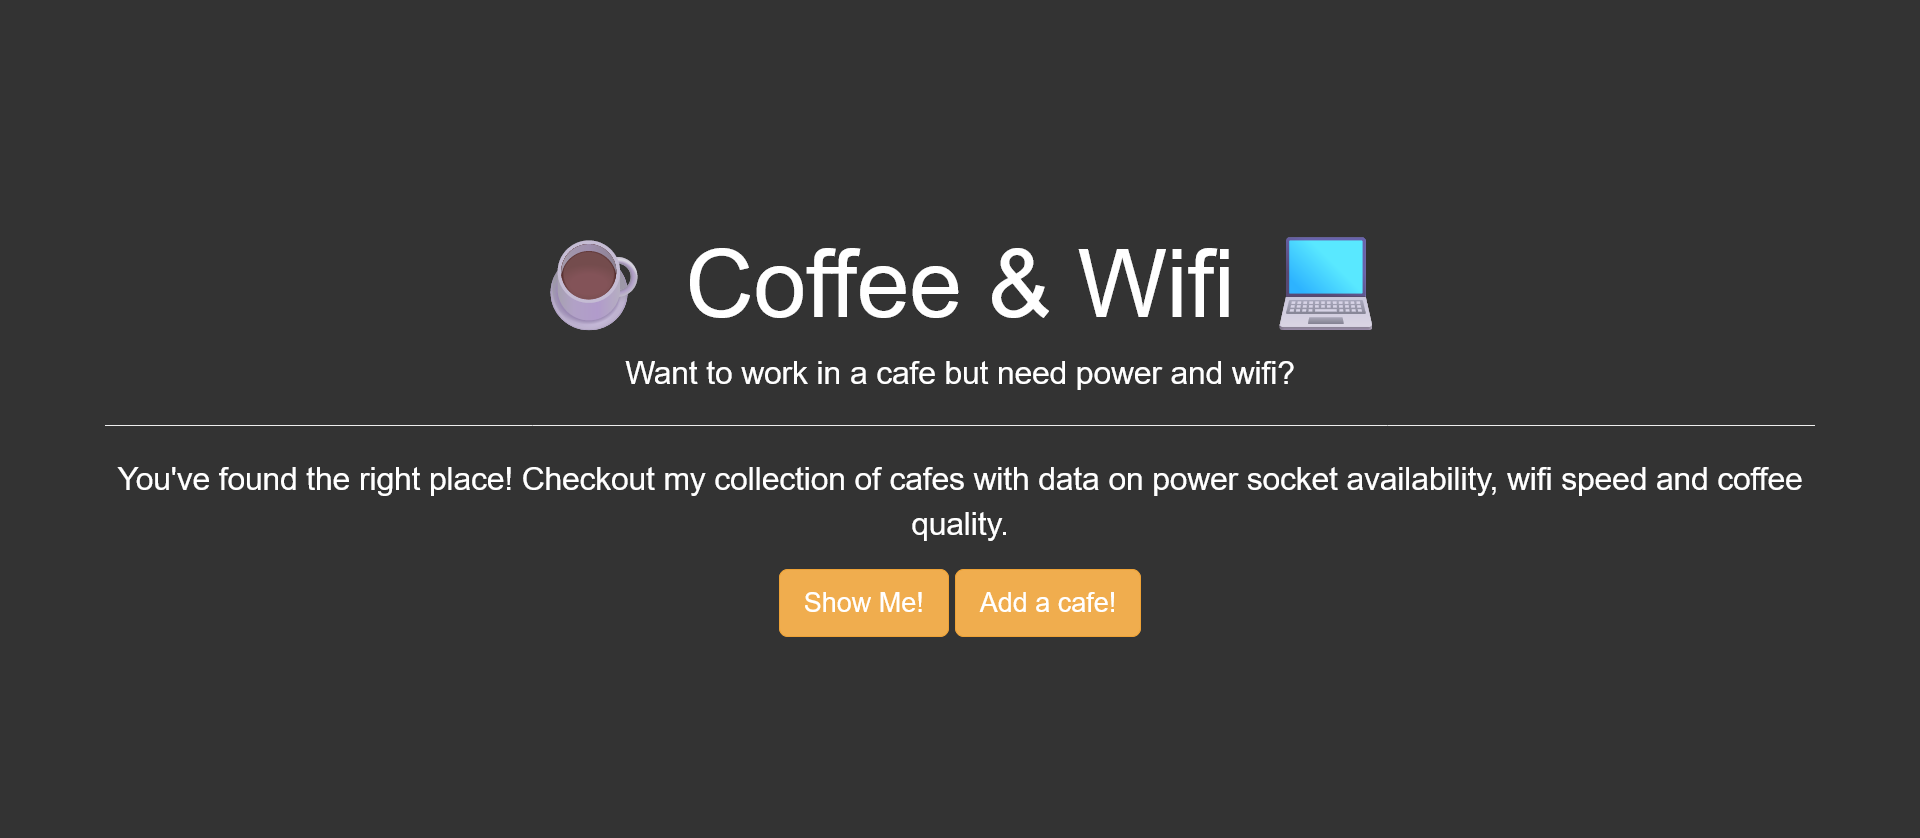 Coffee & Wifi
Want to work in a cafe but need power and wifi?
You've found the right place! Checkout my collection of cafes with data on power socket availability, wifi speed and coffee
quality.
Show Me!
Add a cafe!